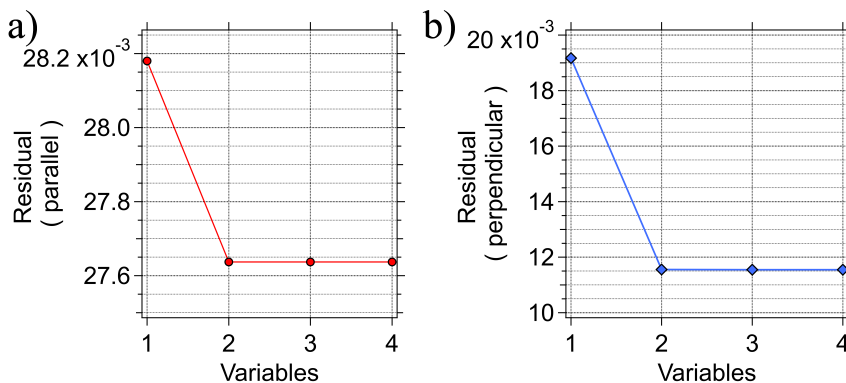 a)
28.2 x10⁻³
28.0
27.8
27.6
Residual
( parallel )
1 2 3 4
Variables
b)
20 x10⁻³
18
16
14
12
10
Residual
( perpendicular )
1 2 3 4
Variables